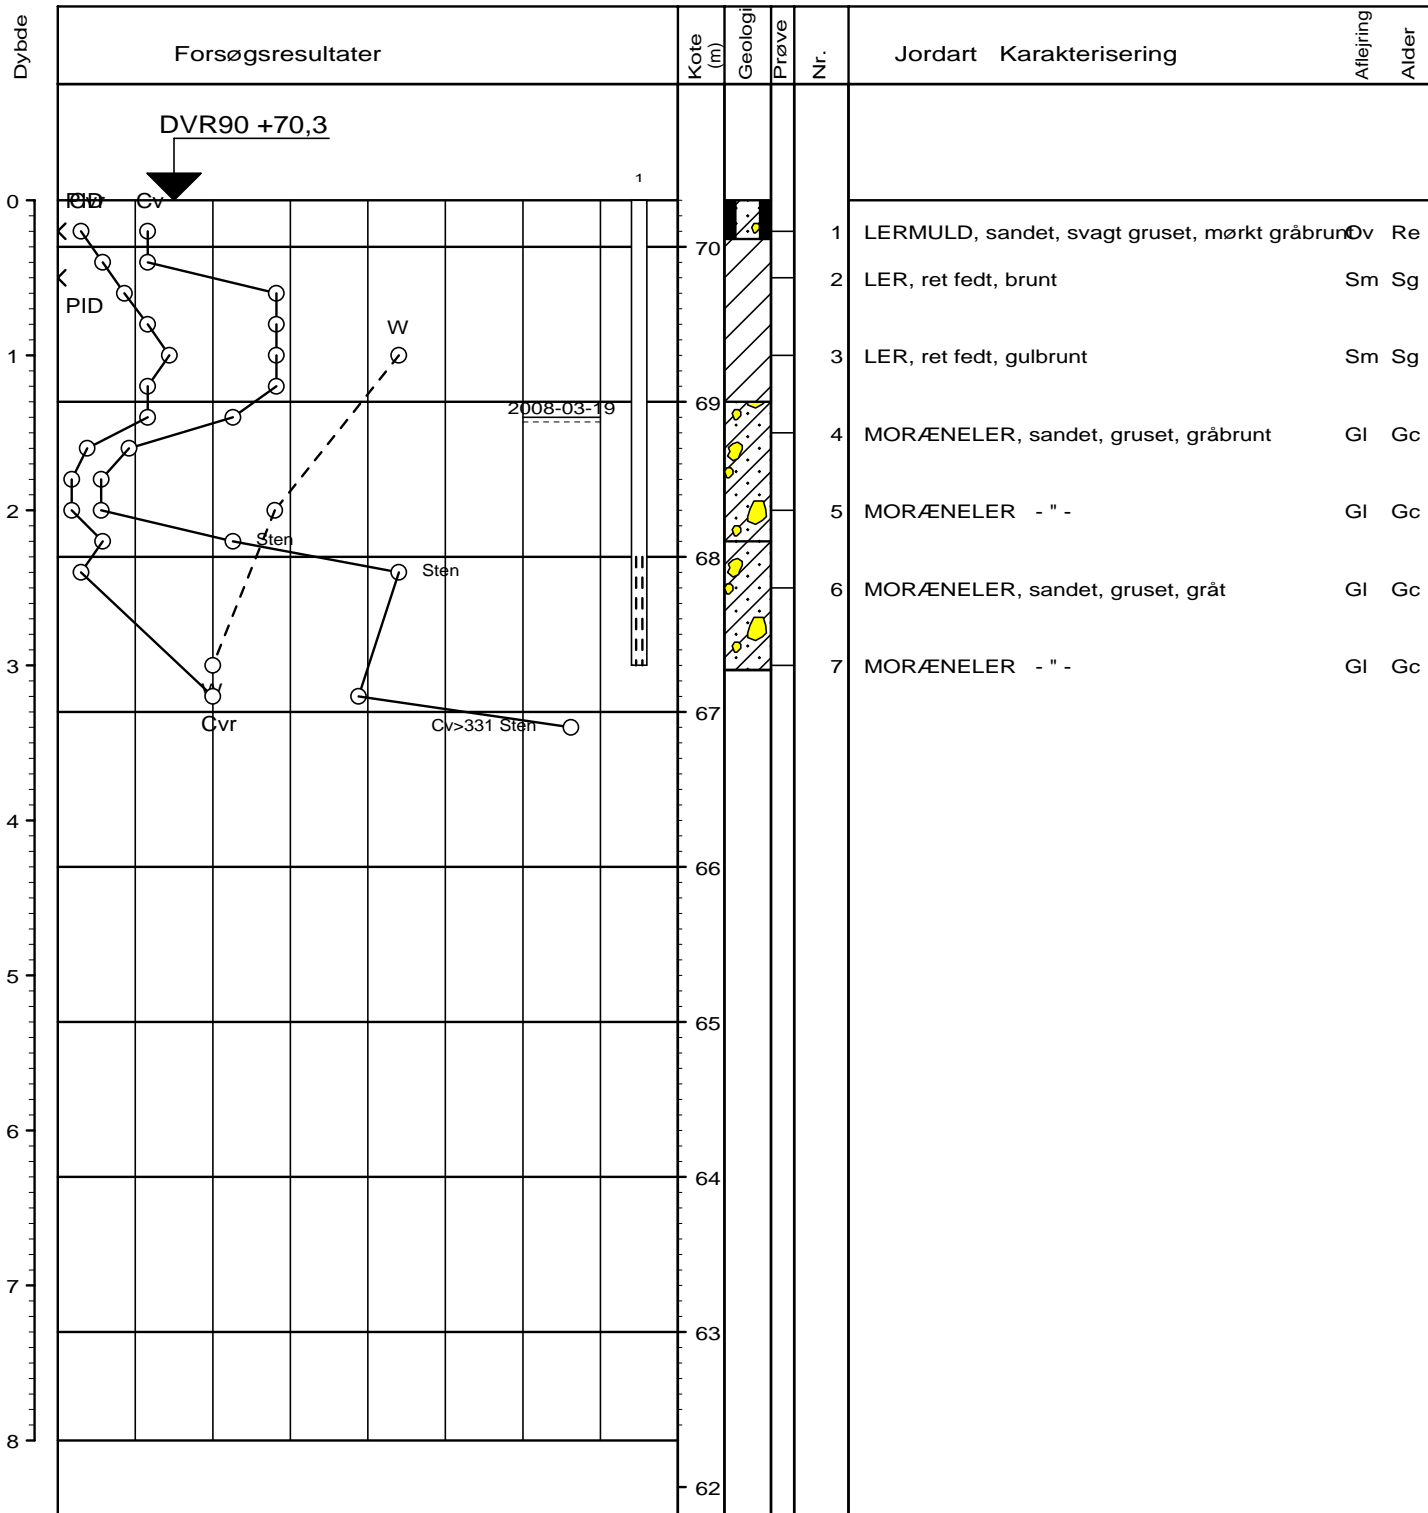 Dybde
Forsøgsresultater
Kote
(m)
Geologi
Prøve
Nr.
Jordart Karakterisering
Aflejring
Alder
DVR90 +70,3
1
0
PID
Cvr
Cv
1 LERMULD, sandet, svagt gruset, mørkt gråbrunt Ov Re
70
2 LER, ret fedt, brunt Sm Sg
PID
W
1
3 LER, ret fedt, gulbrunt Sm Sg
69
2008-03-19
4 MORÆNELER, sandet, gruset, gråbrunt Gl Gc
2
5 MORÆNELER - " - Gl Gc
Sten
68
Sten
6 MORÆNELER, sandet, gruset, gråt Gl Gc
3
7 MORÆNELER - " - Gl Gc
W
67
Cvr
Cv>331 Sten
4
66
5
65
6
64
7
63
8
62